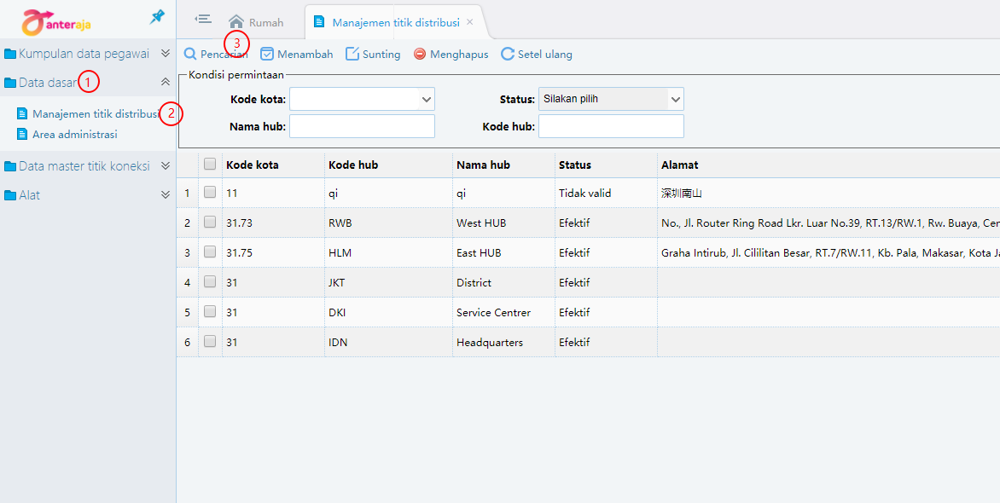 anteraja
Kumpulan data pegawai
Data dasar 1
Manajemen titik distribusi 2
Area administrasi
Data master titik koneksi
Alat
Rumah
Manajemen titik distribusi ×
3
Pencarian Menambah Sunting Menghapus Setel ulang
Kondisi permintaan
Kode kota: Status: Silakan pilih
Nama hub: Kode hub:
Kode kota Kode hub Nama hub Status Alamat
1 11 qi qi Tidak valid 深圳南山
2 31.73 RWB West HUB Efektif No., Jl. Router Ring Road Lkr. Luar No.39, RT.13/RW.1, Rw. Buaya, Cen
3 31.75 HLM East HUB Efektif Graha Intirub, Jl. Cililitan Besar, RT.7/RW.11, Kb. Pala, Makasar, Kota Ja
4 31 JKT District Efektif
5 31 DKI Service Centrer Efektif
6 31 IDN Headquarters Efektif